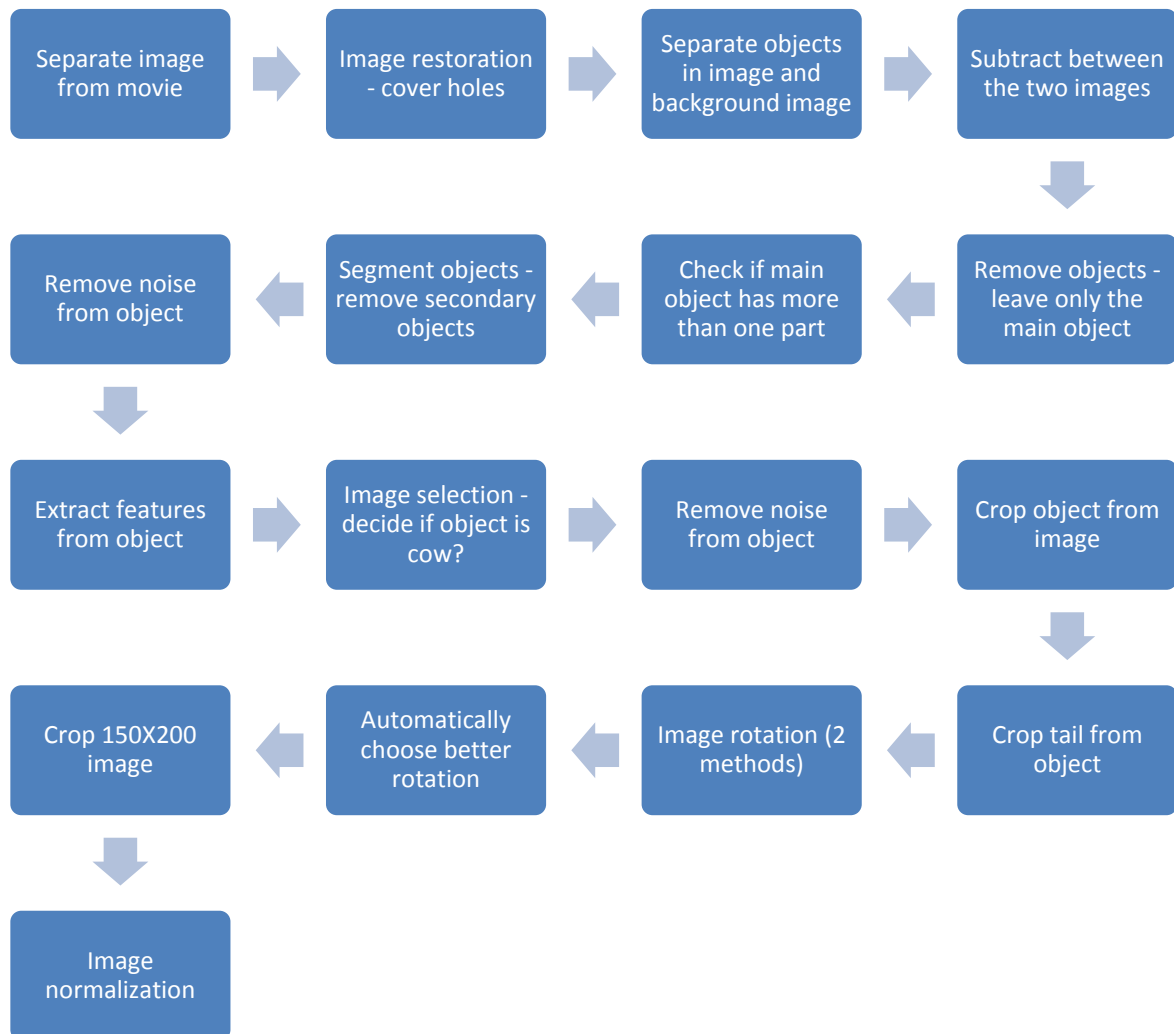 Separate image
from movie
Image restoration
- cover holes
Separate objects
in image and
background image
Subtract between
the two images
Remove objects -
leave only the
main object
Check if main
object has more
than one part
Segment objects -
remove secondary
objects
Remove noise
from object
Extract features
from object
Image selection -
decide if object is
cow?
Remove noise
from object
Crop object from
image
Crop tail from
object
Image rotation (2
methods)
Automatically
choose better
rotation
Crop 150X200
image
Image
normalization